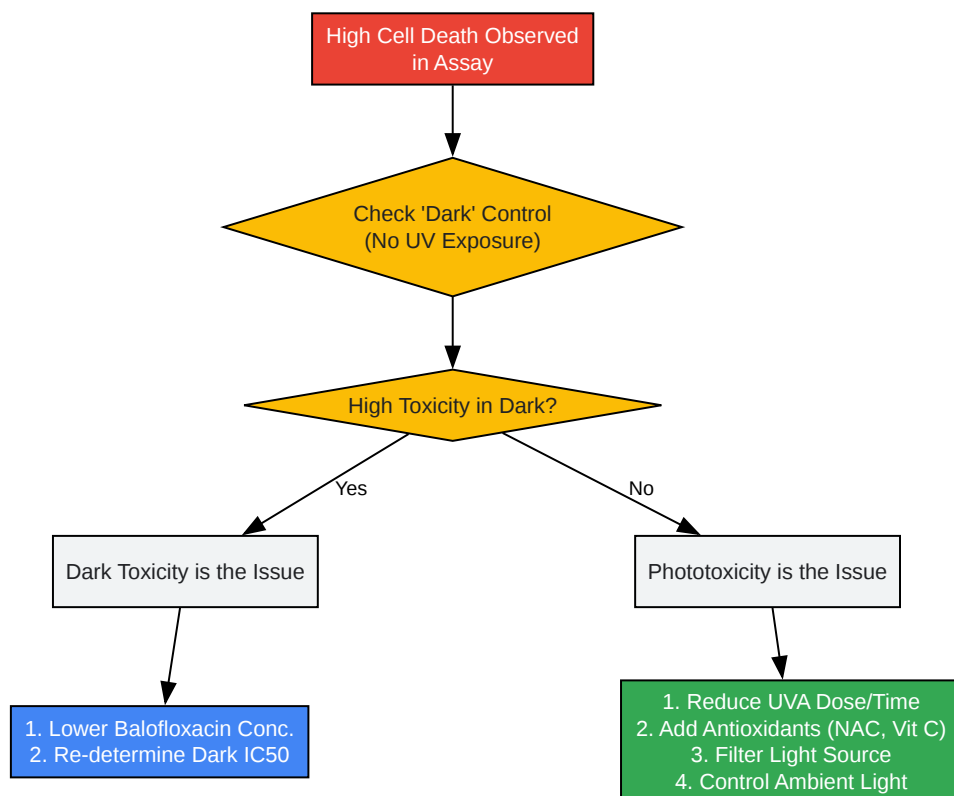 High Cell Death Observed
in Assay
Check 'Dark' Control
(No UV Exposure)
High Toxicity in Dark?
Yes
No
Dark Toxicity is the Issue
Phototoxicity is the Issue
1. Lower Balofloxacin Conc.
2. Re-determine Dark IC50
1. Reduce UVA Dose/Time
2. Add Antioxidants (NAC, Vit C)
3. Filter Light Source
4. Control Ambient Light